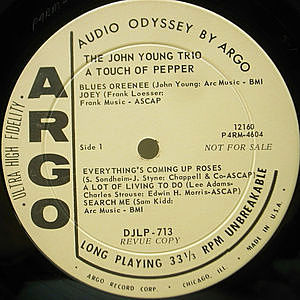 AUDIO ODYSSEY BY ARGO
THE JOHN YOUNG TRIO
A TOUCH OF PEPPER
BLUES OREENEE (John Young: Arc Music - BMI
JOEY (Frank Loesser:
Frank Music - ASCAP
12160
P4RM-4604
Side 1
NOT FOR SALE
EVERYTHING'S COMING UP ROSES
(S. Sondheim-J. Styne; Chappell & Co-ASCAP)
A LOT OF LIVING TO DO (Lee Adams-
Charles Strouse: Edwin H. Morris-ASCAP)
SEARCH ME (Sam Kidd:
Arc Music - BMI)
DJLP-713
REVUE COPY
LONG PLAYING 33 1/3 RPM UNBREAKABLE
ARGO RECORD CORP. CHICAGO, ILL. MADE IN U.S.A.
ULTRA HIGH FIDELITY
ARGO